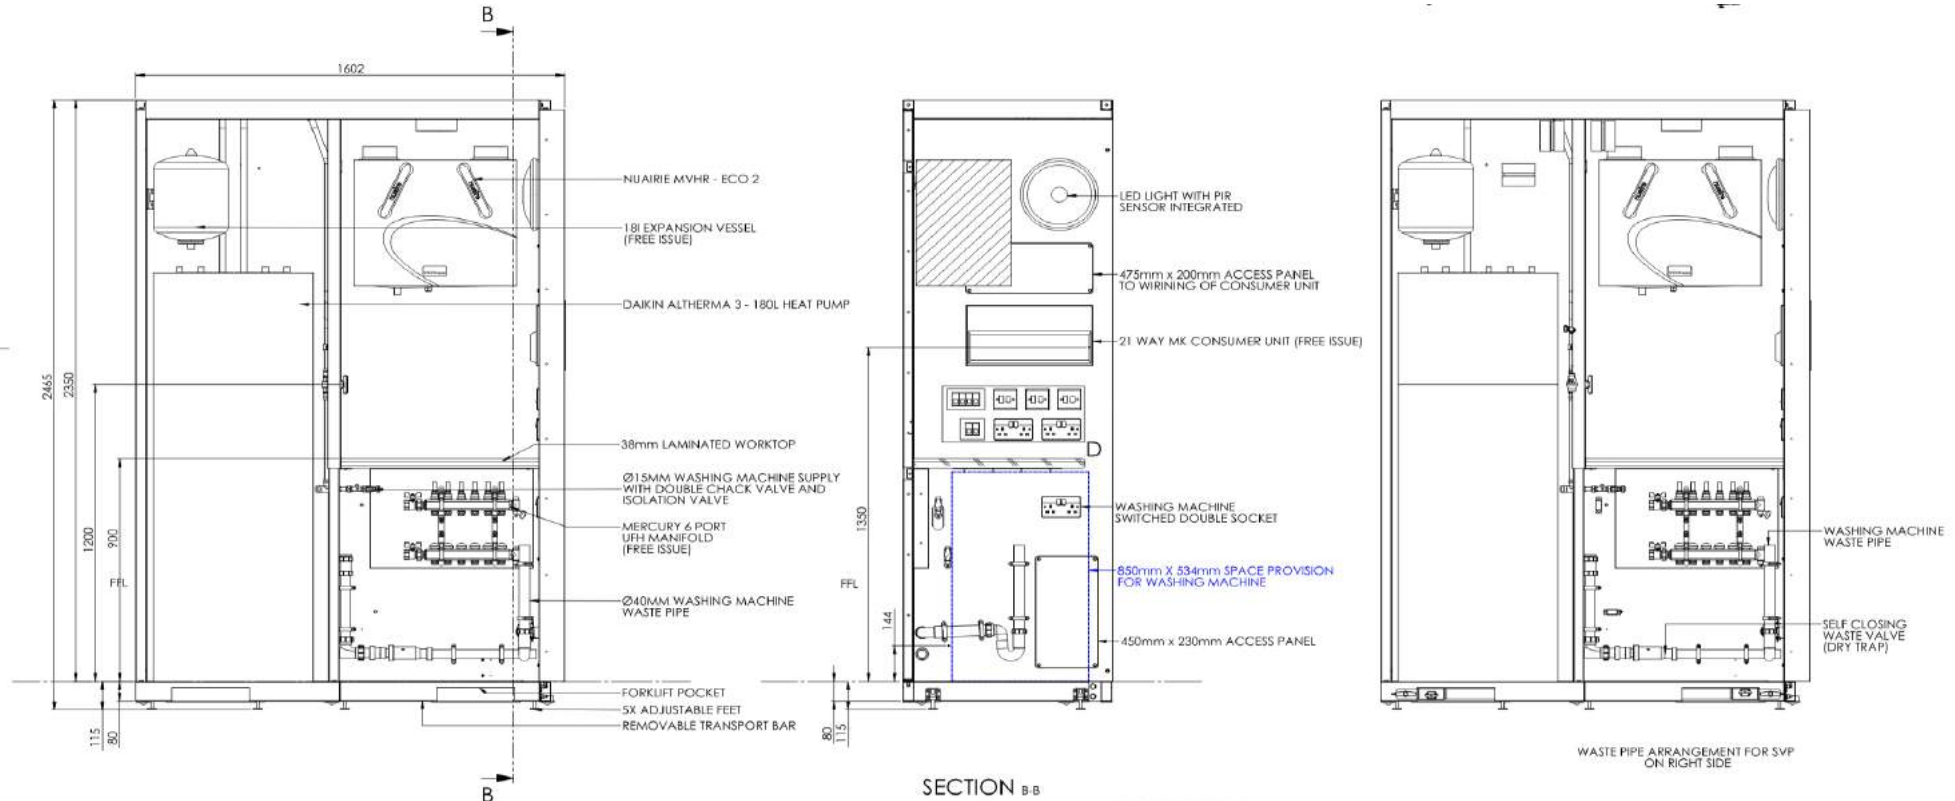 B
1602
2465
2350
1200
900
FFL
115
80
NUAIRIE MVHR - ECO 2
18l EXPANSION VESSEL
(FREE ISSUE)
DAIKIN ALTHERMA 3 - 180L HEAT PUMP
38mm LAMINATED WORKTOP
Ø15MM WASHING MACHINE SUPPLY
WITH DOUBLE CHACK VALVE AND
ISOLATION VALVE
MERCURY 6 PORT
UFH MANIFOLD
(FREE ISSUE)
Ø40MM WASHING MACHINE
WASTE PIPE
FORKLIFT POCKET
5X ADJUSTABLE FEET
REMOVABLE TRANSPORT BAR
B
LED LIGHT WITH PIR
SENSOR INTEGRATED
475mm x 200mm ACCESS PANEL
TO WIRINING OF CONSUMER UNIT
21 WAY MK CONSUMER UNIT (FREE ISSUE)
D
1350
FFL
144
80
115
WASHING MACHINE
SWITCHED DOUBLE SOCKET
850mm X 534mm SPACE PROVISION
FOR WASHING MACHINE
450mm x 230mm ACCESS PANEL
SECTION B-B
WASHING MACHINE
WASTE PIPE
SELF CLOSING
WASTE VALVE
(DRY TRAP)
WASTE PIPE ARRANGEMENT FOR SVP
ON RIGHT SIDE